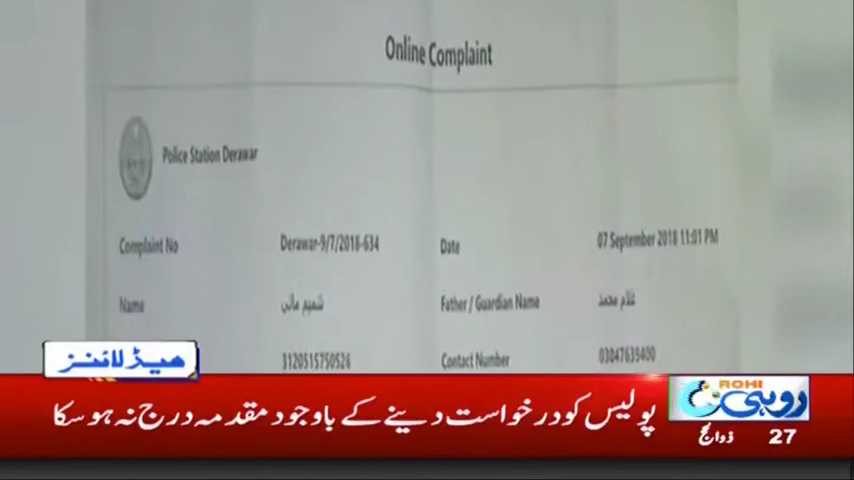 Online Complaint
Police Station Derawar
Complaint No Derawar-9/7/2018-634 Date 07 September 2018 11:01 PM
Name شمیم مائی Father / Guardian Name غلام محمد
3120515750526 Contact Number 03047639400
ہیڈ لائنز
ROHI
روہی
پولیس کو درخواست دینے کے باوجود مقدمہ درج نہ ہوسکا
27 ذوالحج